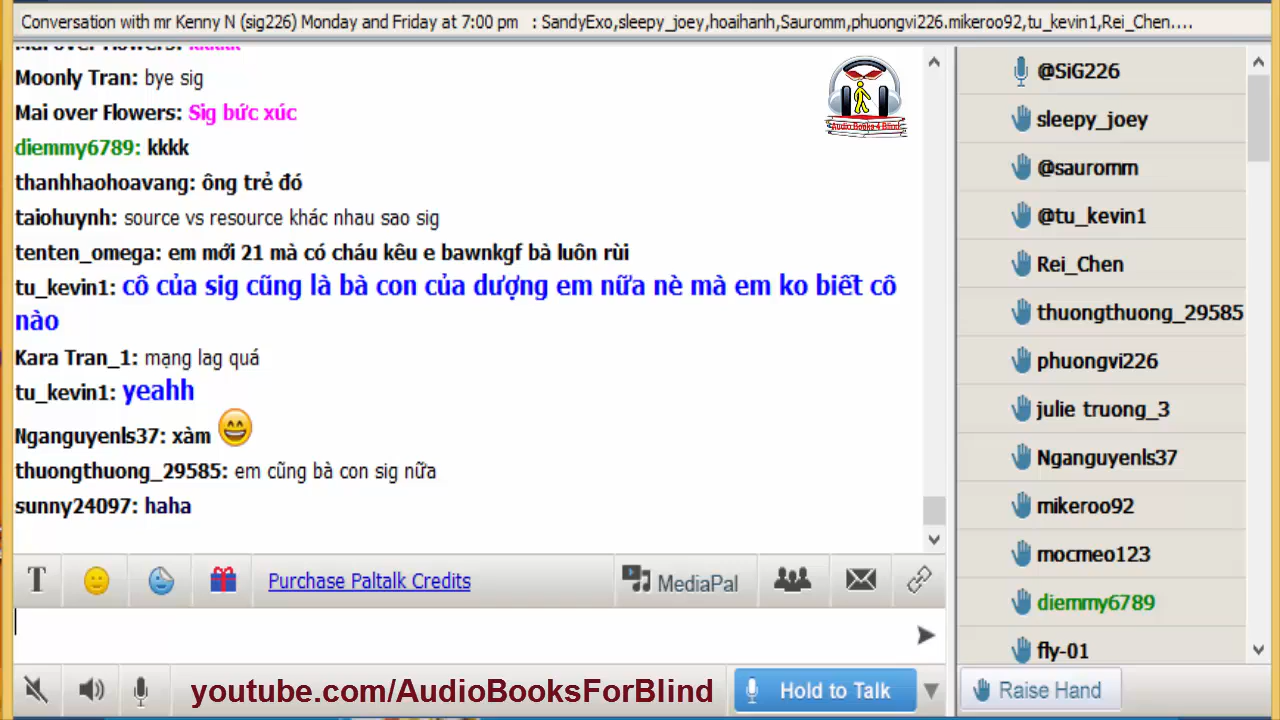 Conversation with mr Kenny N (sig226) Monday and Friday at 7:00 pm : SandyExo,sleepy_joey,hoaihanh,Sauromm,phuongvi226.mikeroo92,tu_kevin1,Rei_Chen....
Mai over Flowers: kkkkkk
Moonly Tran: bye sig
Mai over Flowers: Sig bức xúc
diemmy6789: kkkk
thanhhaohoavang: ông trẻ đó
taiohuynh: source vs resource khác nhau sao sig
tenten_omega: em mới 21 mà có cháu kêu e bawnkgf bà luôn rùi
tu_kevin1: cô của sig cũng là bà con của dượng em nữa nè mà em ko biết cô
nào
Kara Tran_1: mạng lag quá
tu_kevin1: yeahh
Nganguyenls37: xàm
thuongthuong_29585: em cũng bà con sig nữa
sunny24097: haha
Audio Books 4 Blind
@SiG226
sleepy_joey
@sauromm
@tu_kevin1
Rei_Chen
thuongthuong_29585
phuongvi226
julie truong_3
Nganguyenls37
mikeroo92
mocmeo123
diemmy6789
fly-01
T
Purchase Paltalk Credits
MediaPal
youtube.com/AudioBooksForBlind
Hold to Talk
Raise Hand